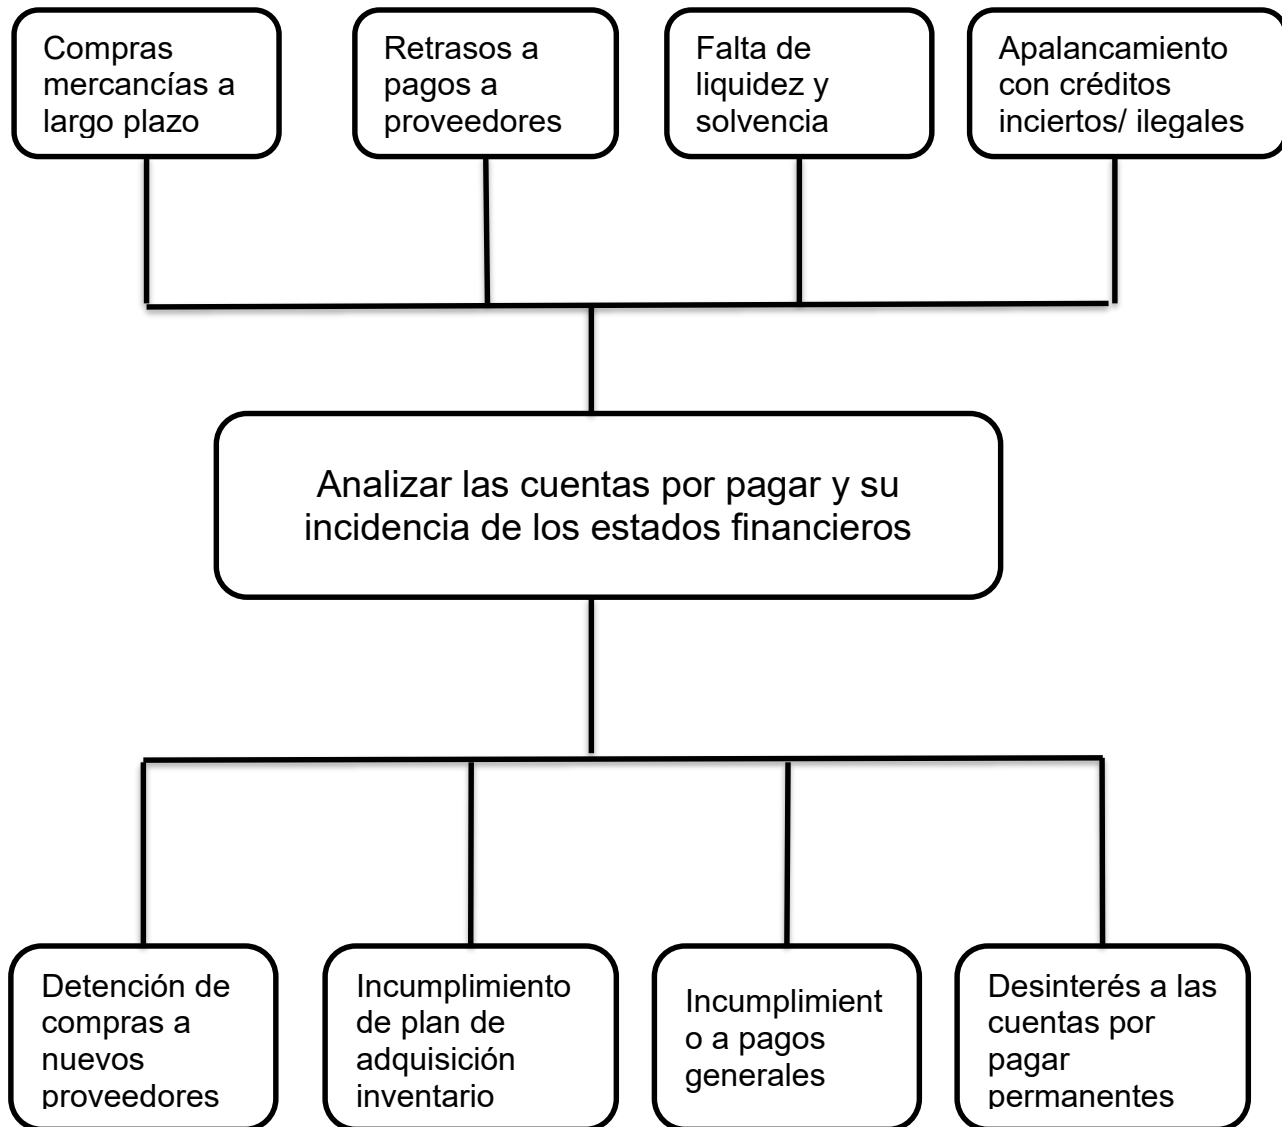 Compras
mercancías a
largo plazo
Retrasos a
pagos a
proveedores
Falta de
liquidez y
solvencia
Apalancamiento
con créditos
inciertos/ ilegales
Analizar las cuentas por pagar y su
incidencia de los estados financieros
Detención de
compras a
nuevos
proveedores
Incumplimiento
de plan de
adquisición
inventario
Incumplimient
o a pagos
generales
Desinterés a las
cuentas por
pagar
permanentes